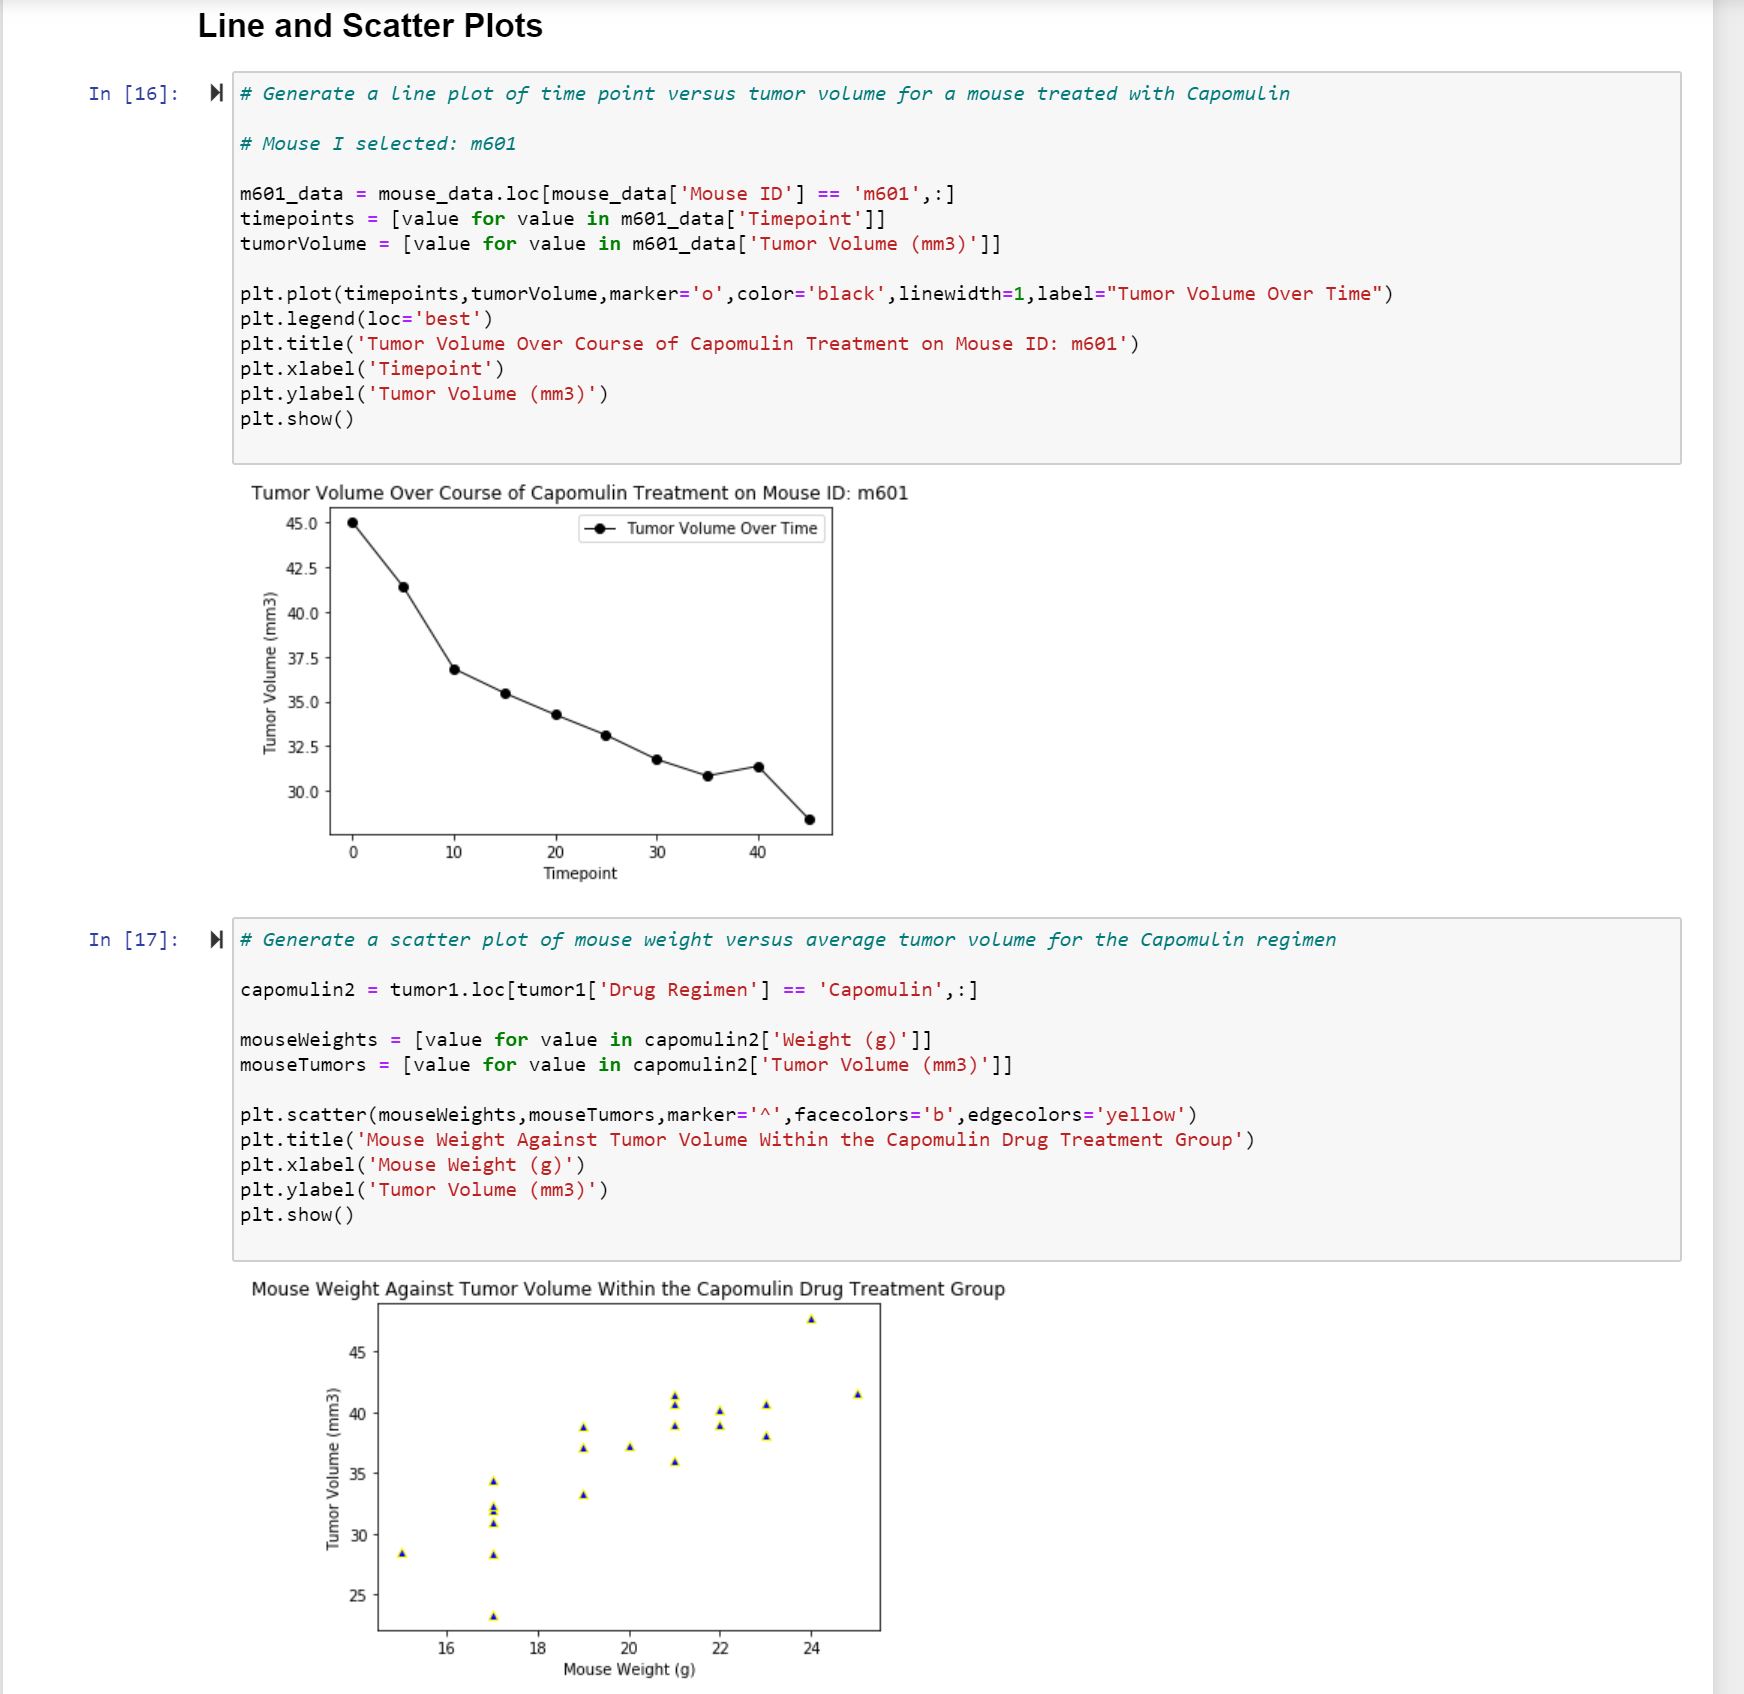 Line and Scatter Plots
In [16]:
# Generate a line plot of time point versus tumor volume for a mouse treated with Capomulin
# Mouse I selected: m601
m601_data = mouse_data.loc[mouse_data['Mouse ID'] == 'm601',:]
timepoints = [value for value in m601_data['Timepoint']]
tumorVolume = [value for value in m601_data['Tumor Volume (mm3)']]
plt.plot(timepoints,tumorVolume,marker='o',color='black',linewidth=1,label="Tumor Volume Over Time")
plt.legend(loc='best')
plt.title('Tumor Volume Over Course of Capomulin Treatment on Mouse ID: m601')
plt.xlabel('Timepoint')
plt.ylabel('Tumor Volume (mm3)')
plt.show()
Tumor Volume Over Course of Capomulin Treatment on Mouse ID: m601
Tumor Volume Over Time
45.0
42.5
40.0
37.5
35.0
32.5
30.0
Tumor Volume (mm3)
0 10 20 30 40
Timepoint
In [17]:
# Generate a scatter plot of mouse weight versus average tumor volume for the Capomulin regimen
capomulin2 = tumor1.loc[tumor1['Drug Regimen'] == 'Capomulin',:]
mouseWeights = [value for value in capomulin2['Weight (g)']]
mouseTumors = [value for value in capomulin2['Tumor Volume (mm3)']]
plt.scatter(mouseWeights,mouseTumors,marker='^',facecolors='b',edgecolors='yellow')
plt.title('Mouse Weight Against Tumor Volume Within the Capomulin Drug Treatment Group')
plt.xlabel('Mouse Weight (g)')
plt.ylabel('Tumor Volume (mm3)')
plt.show()
Mouse Weight Against Tumor Volume Within the Capomulin Drug Treatment Group
45
40
35
30
25
Tumor Volume (mm3)
16 18 20 22 24
Mouse Weight (g)